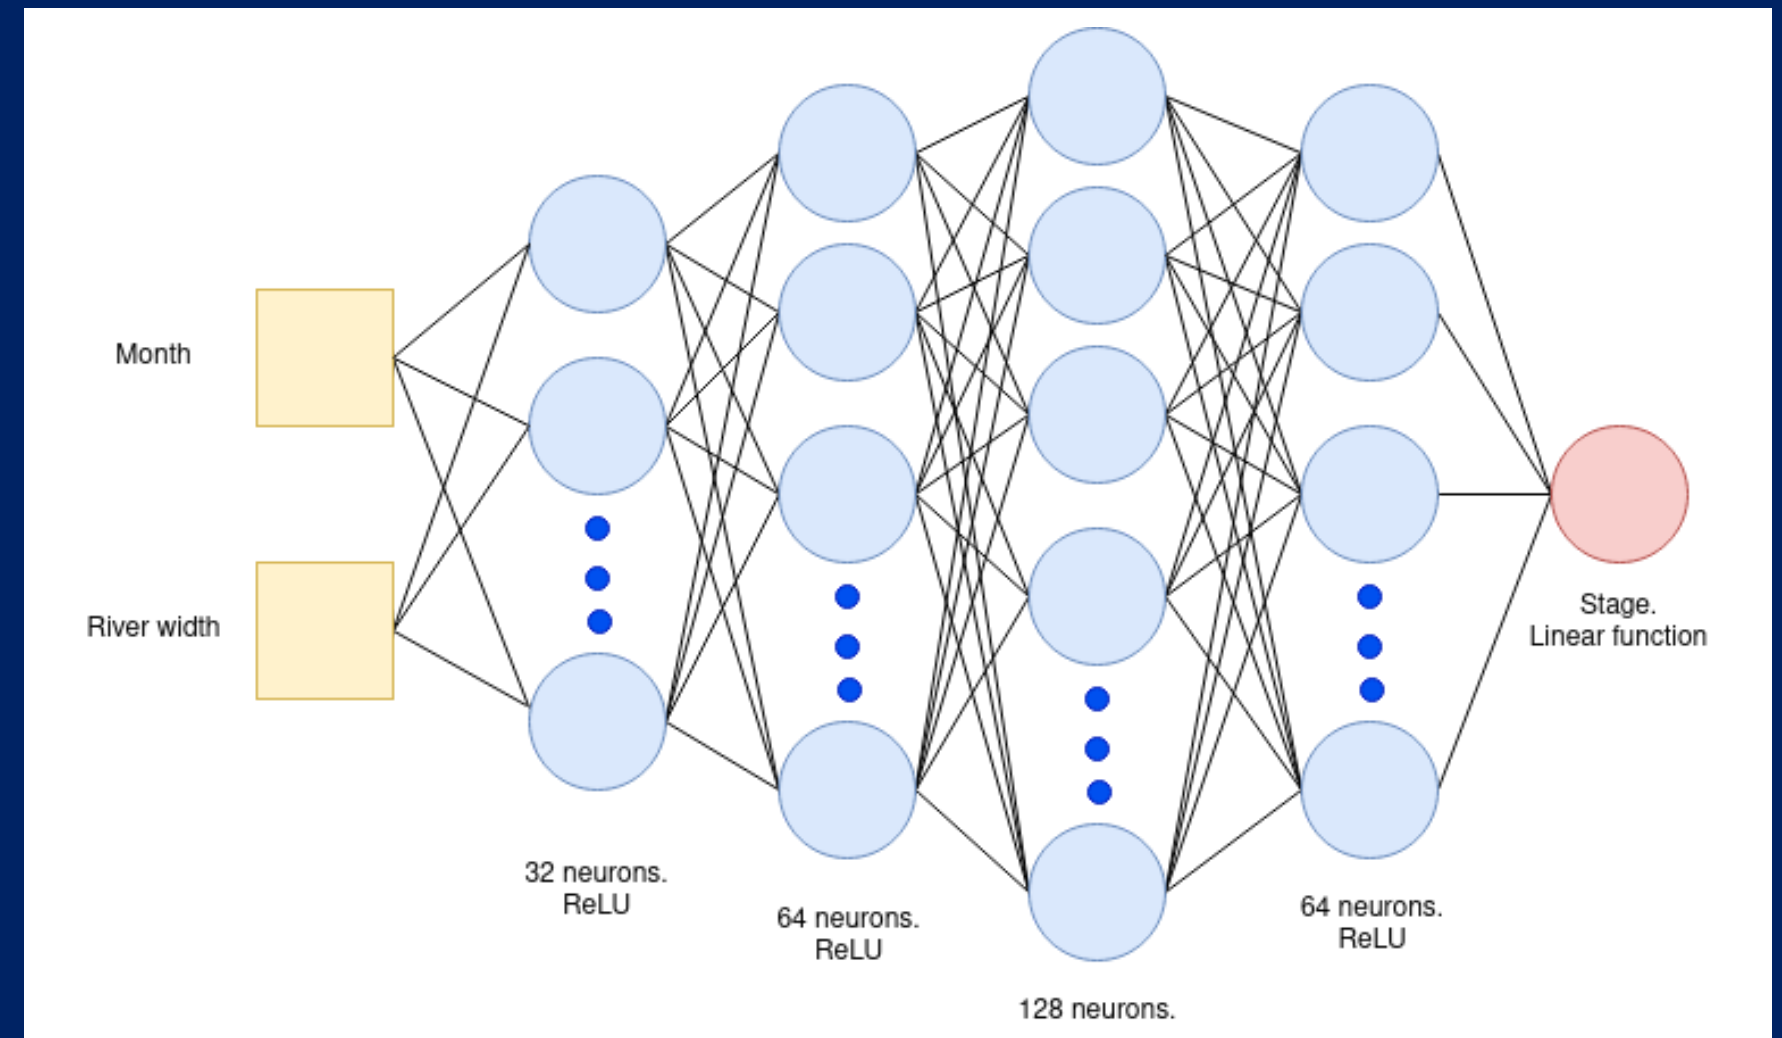 Month
River width
32 neurons.
ReLU
64 neurons.
ReLU
128 neurons.
64 neurons.
ReLU
Stage.
Linear function